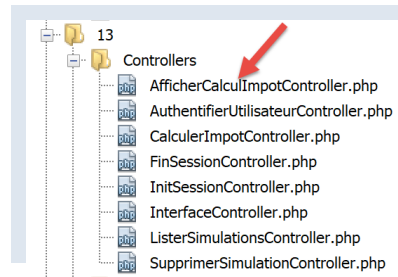 13
Controllers
AfficherCalculImpotController.php
AuthentifierUtilisateurController.php
CalculerImpotController.php
FinSessionController.php
InitSessionController.php
InterfaceController.php
ListerSimulationsController.php
SupprimerSimulationController.php